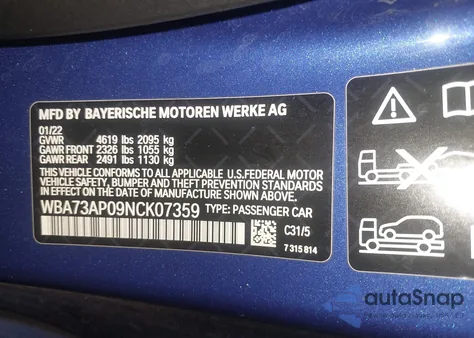 MFD BY BAYERISCHE MOTOREN WERKE AG
01/22
GVWR 4619 lbs 2095 kg
GAWR FRONT 2326 lbs 1055 kg
GAWR REAR 2491 lbs 1130 kg
THIS VEHICLE CONFORMS TO ALL APPLICABLE U.S.FEDERAL MOTOR
VEHICLE SAFETY, BUMPER, AND THEFT PREVENTION STANDARDS
IN EFFECT ON THE DATE OF MANUFACTURE SHOWN ABOVE.
WBA73AP09NCK07359 TYPE: PASSENGER CAR
C31/5
7 315 814
autoSnap